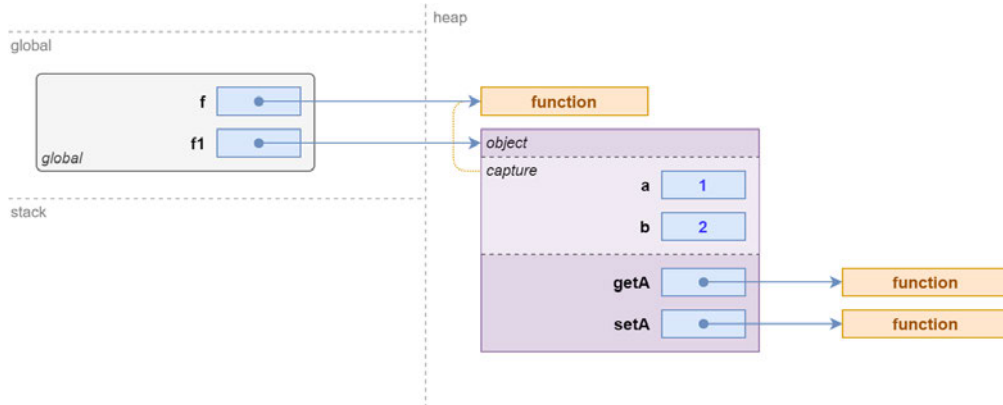 heap
global
f
function
f1
object
global
capture
a
1
stack
b
2
getA
function
setA
function